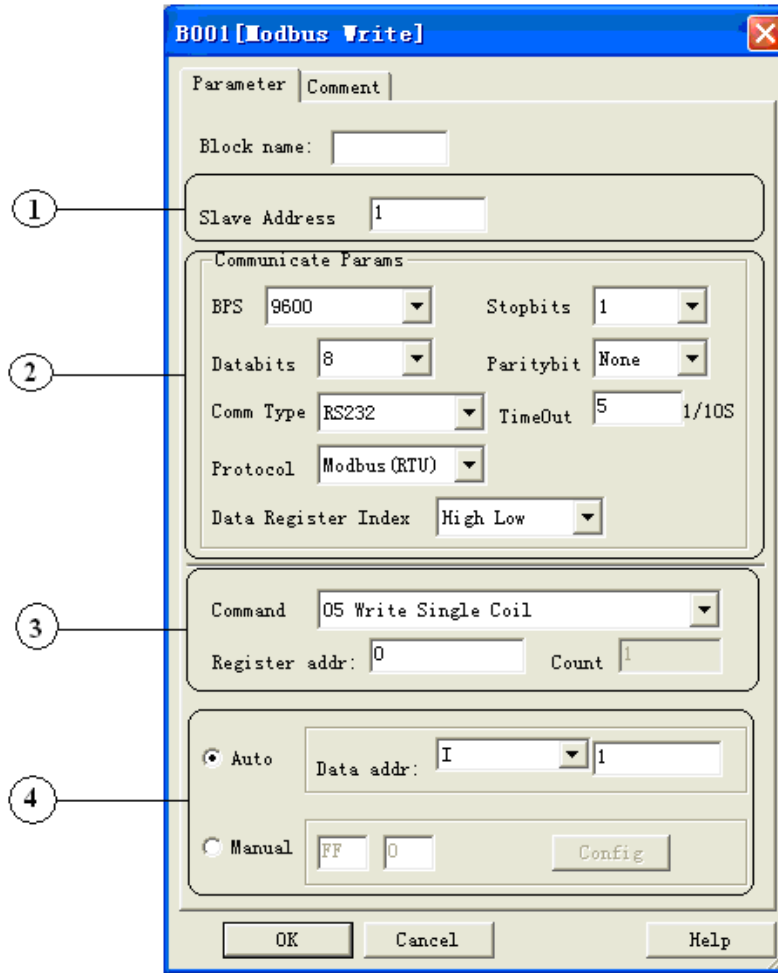 B001[Modbus Write]
Parameter Comment
Block name:
1
Slave Address 1
Communicate Params
BPS 9600 Stopbits 1
2
Databits 8 Paritybit None
Comm Type RS232 TimeOut 5 1/10S
Protocol Modbus(RTU)
Data Register Index High Low
3
Command 05 Write Single Coil
Register addr: 0 Count 1
4
Auto Data addr: I 1
Manual FF 0 Config
OK Cancel Help